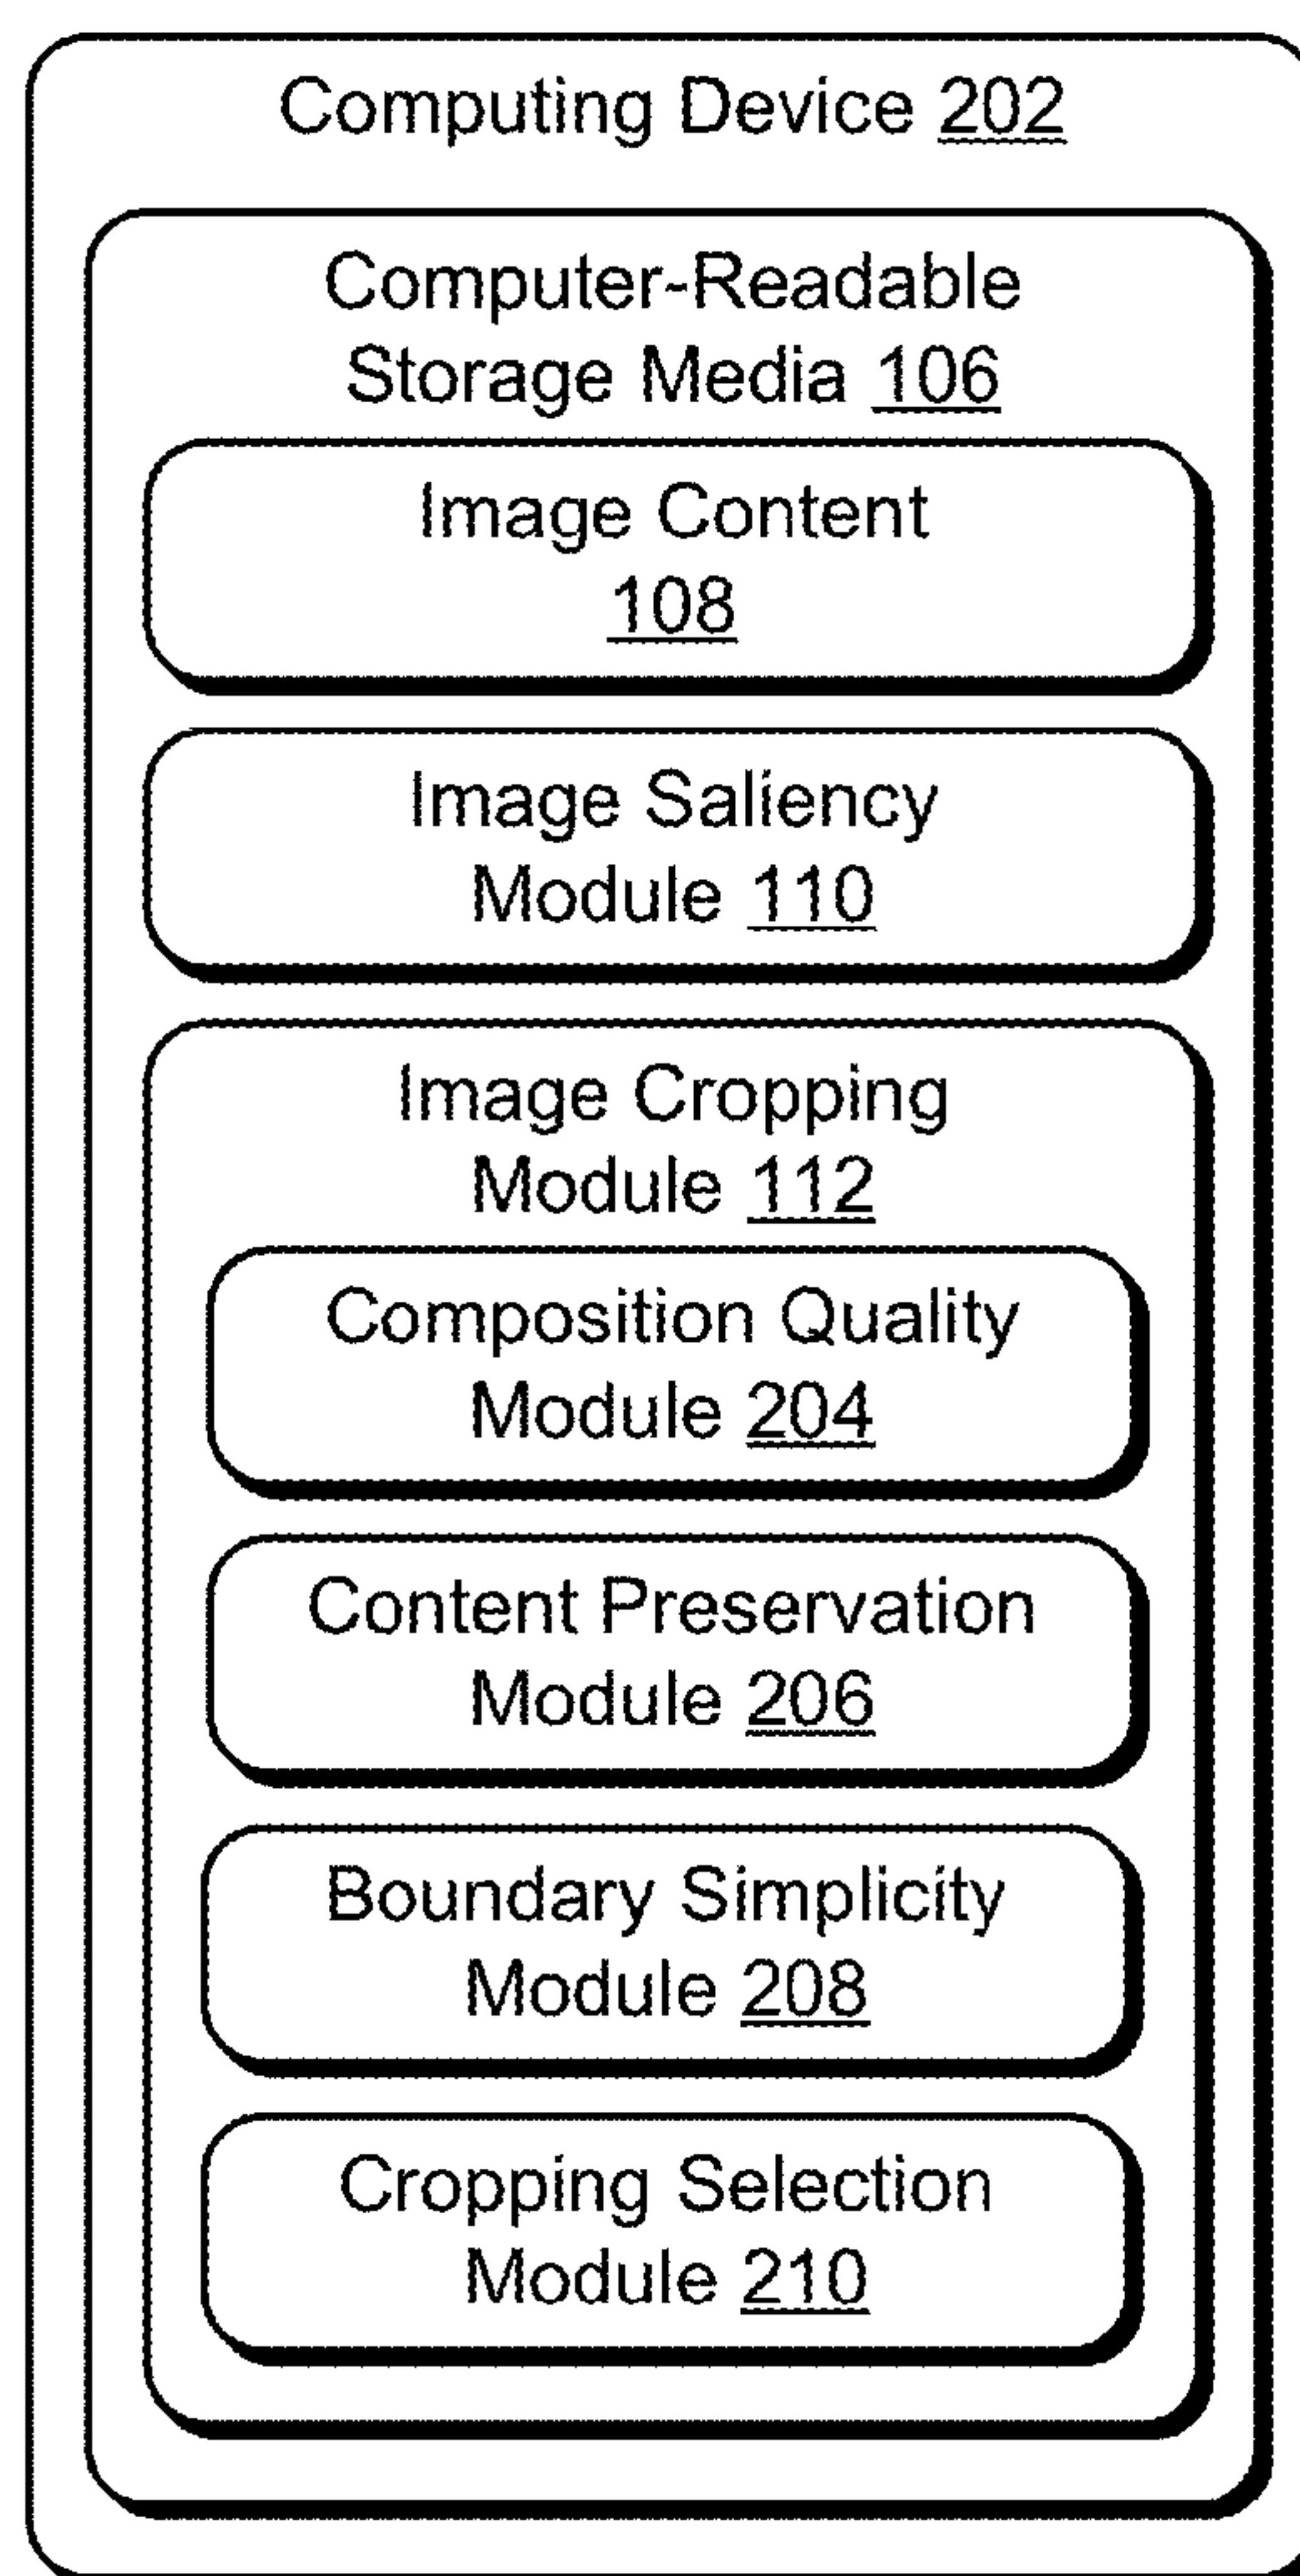 Computing Device 202
Computer-Readable
Storage Media 106
Image Content
108
Image Saliency
Module 110
Image Cropping
Module 112
Composition Quality
Module 204
Content Preservation
Module 206
Boundary Simplicity
Module 208
Cropping Selection
Module 210